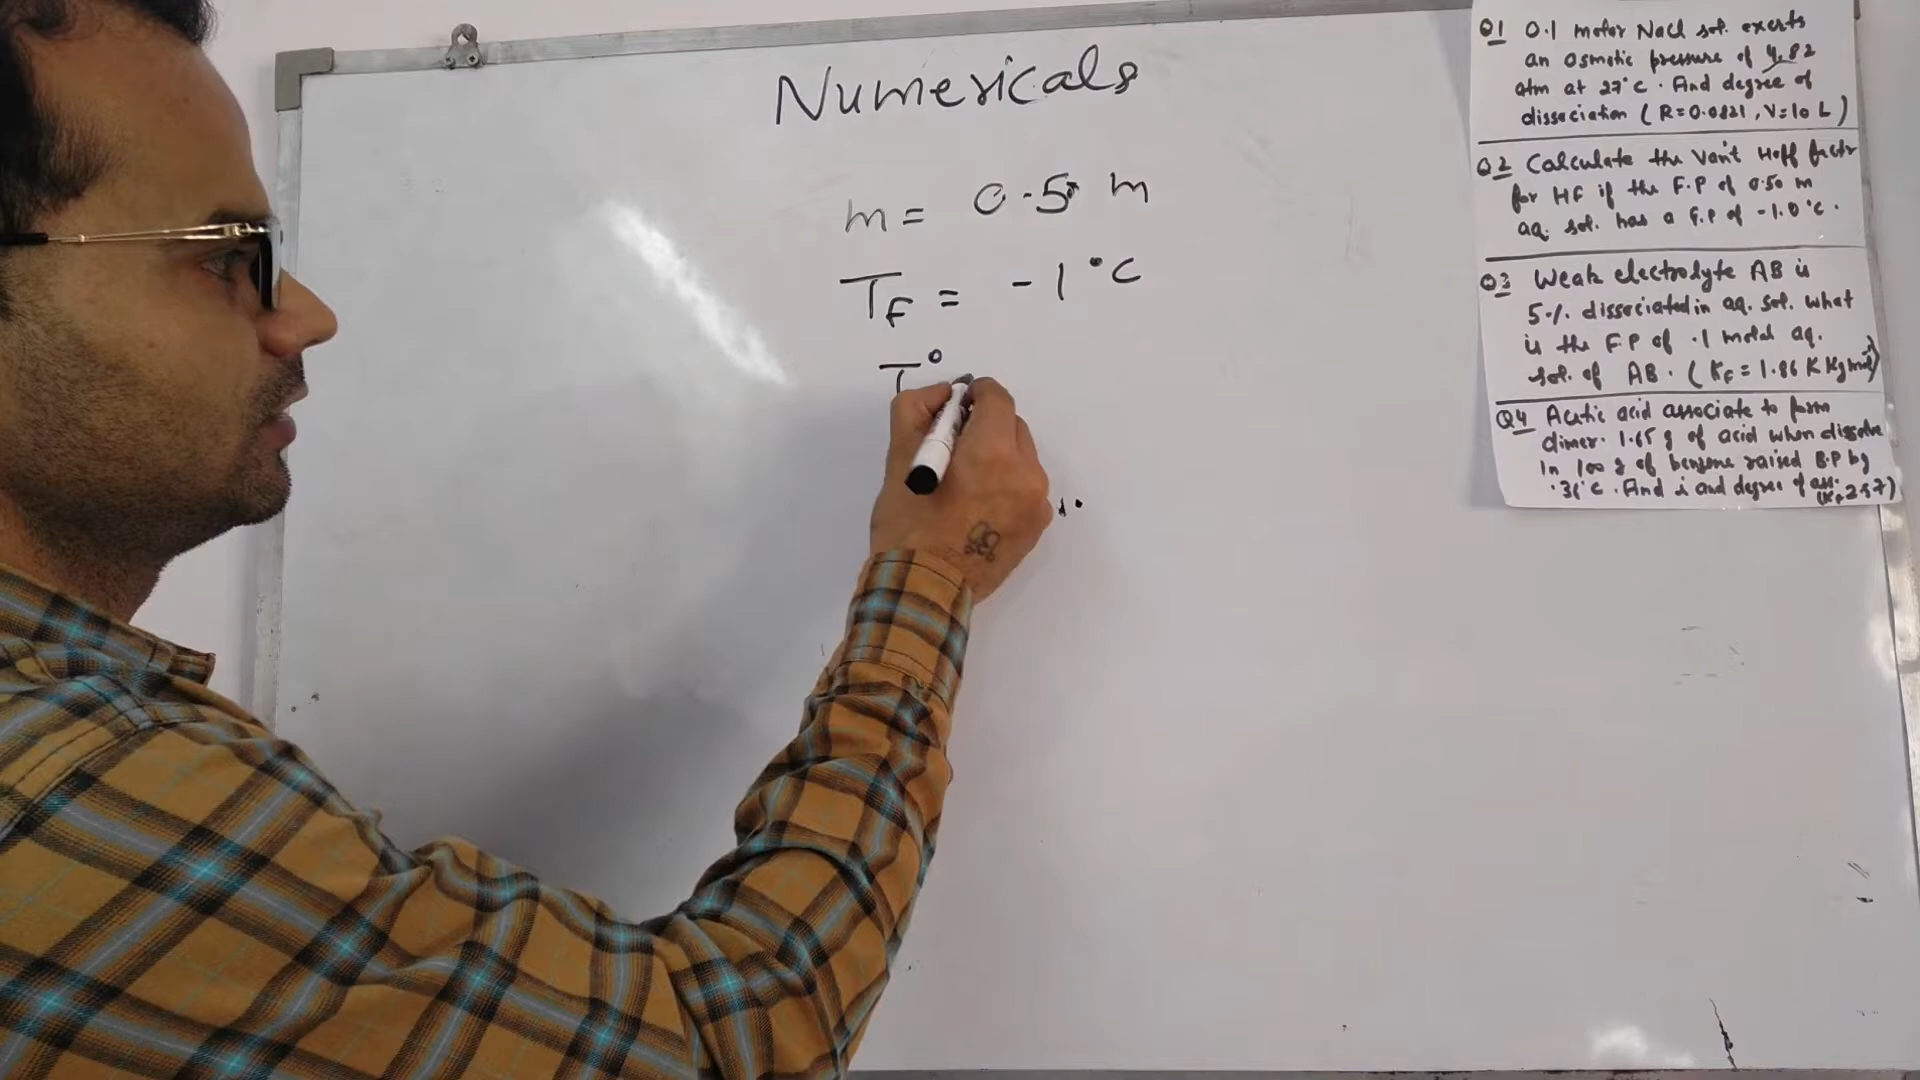 Numericals
m = 0.5 m
TF = -1 °C
T°
Q1 0.1 molar NaCl sol. exerts
an osmotic pressure of 4.82
atm at 27°C. Find degree of
dissociation (R=0.0821, V=10 L)
Q2 Calculate the Van't Hoff factor
for HF if the F.P of 0.50 m
aq. sol. has a F.P of -1.0°C.
Q3 Weak electrolyte AB is
5% dissociated in aq. sol. what
is the F.P of .1 molal aq.
sol. of AB. (KF = 1.86 K Kg mol-1)
Q4 Acetic acid associate to form
dimer. 1.65 g of acid when dissolve
in 100 g of benzene raised B.P by
.36°C. Find i and degree of ass.